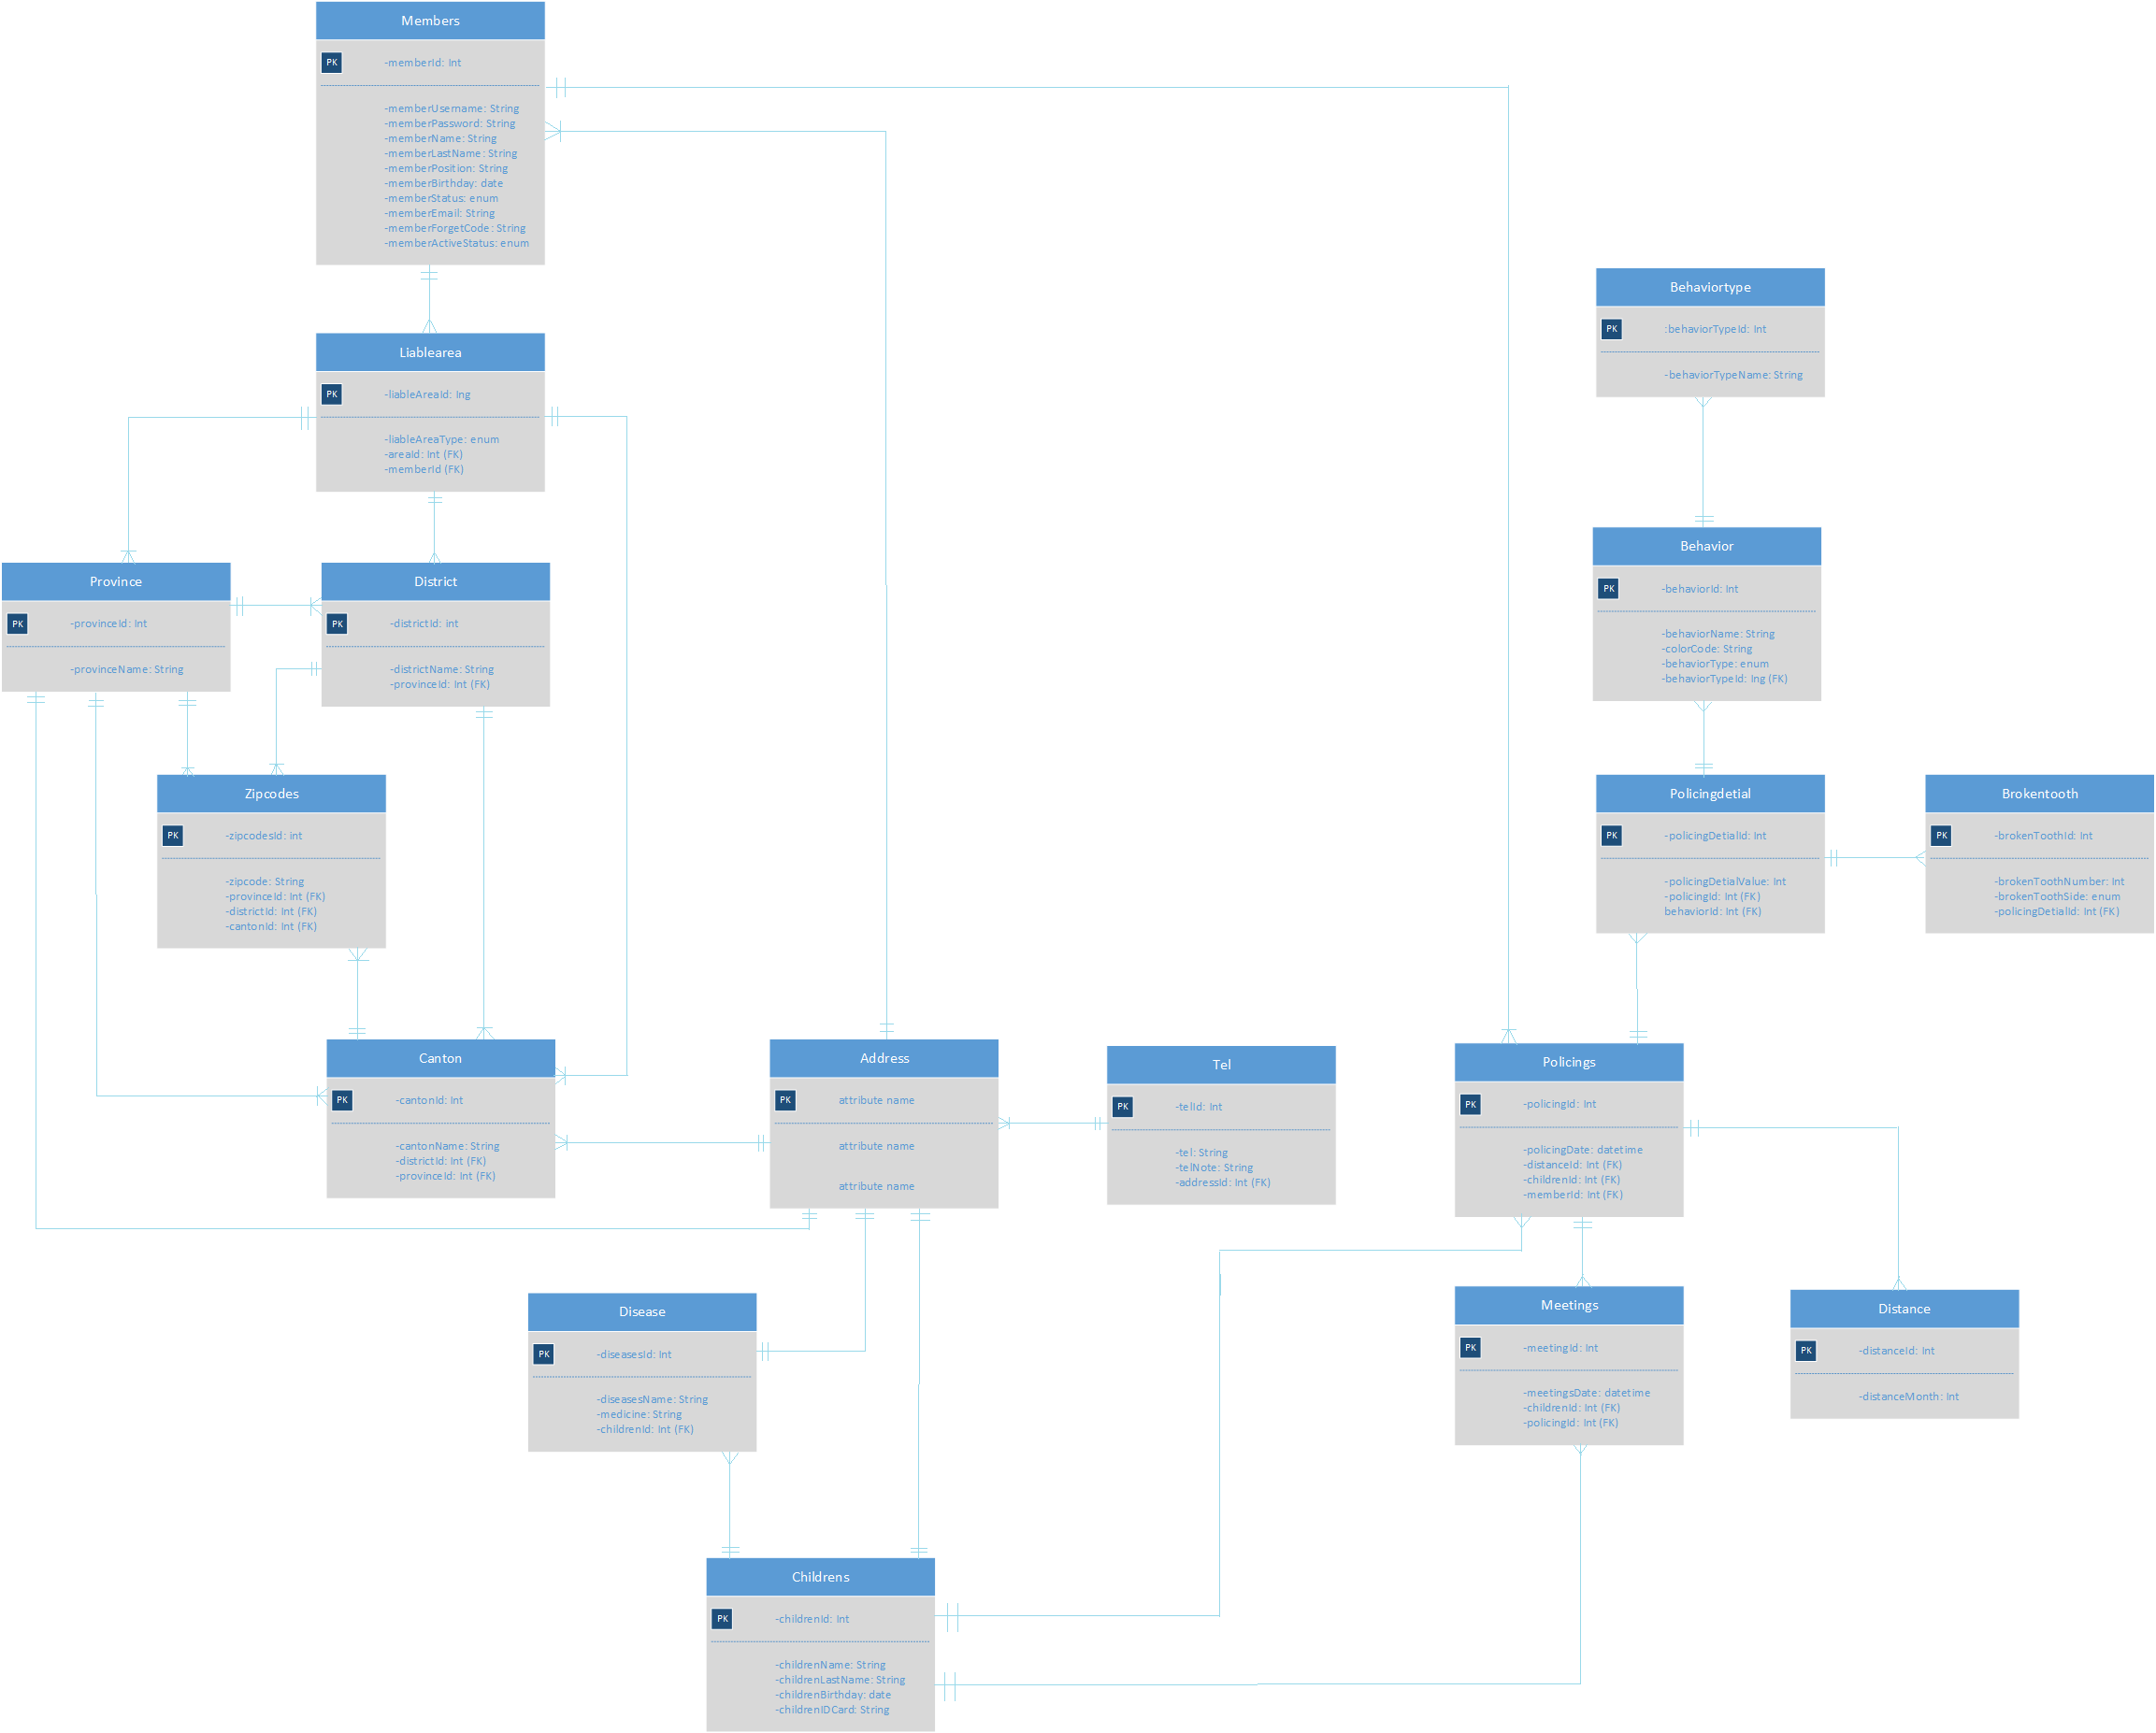 Members
PK
-memberId: Int
-memberUsername: String
-memberPassword: String
-memberName: String
-memberLastName: String
-memberPosition: String
-memberBirthday: date
-memberStatus: enum
-memberEmail: String
-memberForgetCode: String
-memberActiveStatus: enum
Behaviortype
PK
:behaviorTypeId: Int
-behaviorTypeName: String
Liablearea
PK
-liableAreaId: Ing
-liableAreaType: enum
-areaId: Int (FK)
-memberId (FK)
Behavior
PK
-behaviorId: Int
-behaviorName: String
-colorCode: String
-behaviorType: enum
-behaviorTypeId: Ing (FK)
Province
PK
-provinceId: Int
-provinceName: String
District
PK
-districtId: int
-districtName: String
-provinceId: Int (FK)
Zipcodes
PK
-zipcodesId: int
-zipcode: String
-provinceId: Int (FK)
-districtId: Int (FK)
-cantonId: Int (FK)
Policingdetial
PK
-policingDetialId: Int
-policingDetialValue: Int
-policingId: Int (FK)
behaviorId: Int (FK)
Brokentooth
PK
-brokenToothId: Int
-brokenToothNumber: Int
-brokenToothSide: enum
-policingDetialId: Int (FK)
Canton
PK
-cantonId: Int
-cantonName: String
-districtId: Int (FK)
-provinceId: Int (FK)
Address
PK
attribute name
attribute name
attribute name
Tel
PK
-telId: Int
-tel: String
-telNote: String
-addressId: Int (FK)
Policings
PK
-policingId: Int
-policingDate: datetime
-distanceId: Int (FK)
-childrenId: Int (FK)
-memberId: Int (FK)
Disease
PK
-diseasesId: Int
-diseasesName: String
-medicine: String
-childrenId: Int (FK)
Meetings
PK
-meetingId: Int
-meetingsDate: datetime
-childrenId: Int (FK)
-policingId: Int (FK)
Distance
PK
-distanceId: Int
-distanceMonth: Int
Childrens
PK
-childrenId: Int
-childrenName: String
-childrenLastName: String
-childrenBirthday: date
-childrenIDCard: String